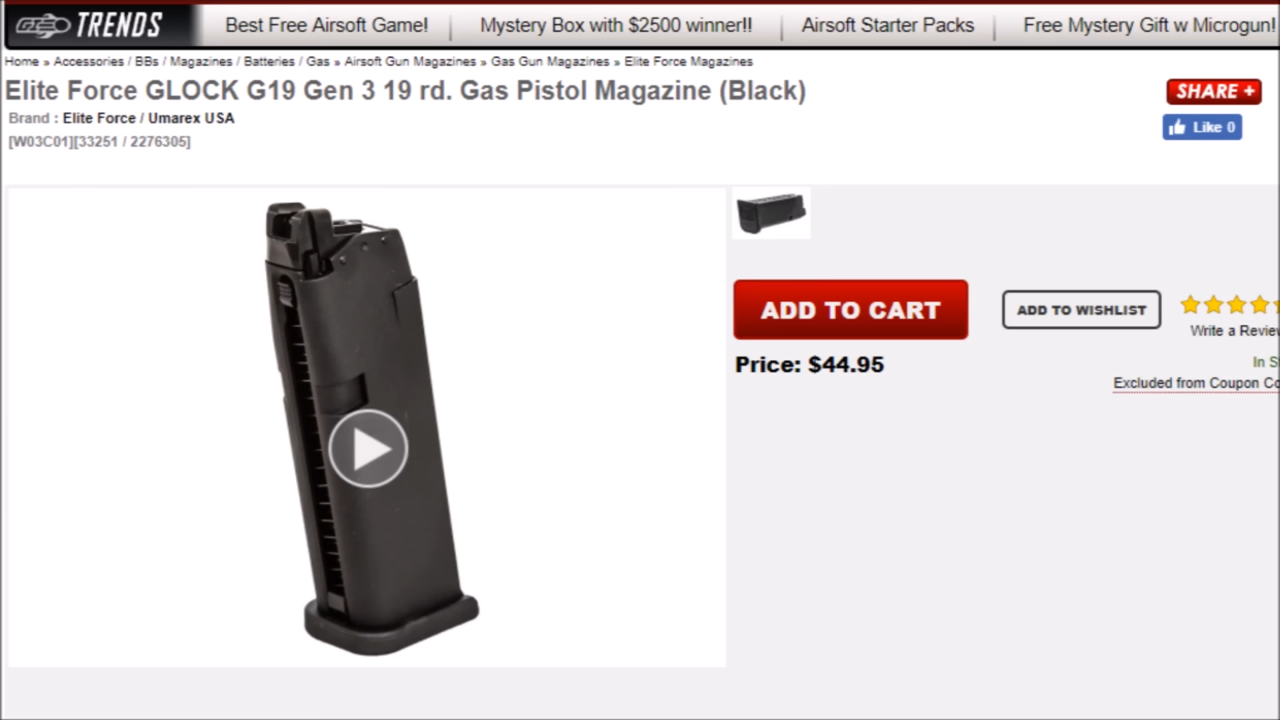 TRENDS
Best Free Airsoft Game! | Mystery Box with $2500 winner!! | Airsoft Starter Packs | Free Mystery Gift w Microgun!
Home » Accessories / BBs / Magazines / Batteries / Gas » Airsoft Gun Magazines » Gas Gun Magazines » Elite Force Magazines
Elite Force GLOCK G19 Gen 3 19 rd. Gas Pistol Magazine (Black)
SHARE +
Brand : Elite Force / Umarex USA
Like 0
[W03C01][33251 / 2276305]
ADD TO CART
ADD TO WISHLIST
Write a Review
Price: $44.95
In S
Excluded from Coupon Co